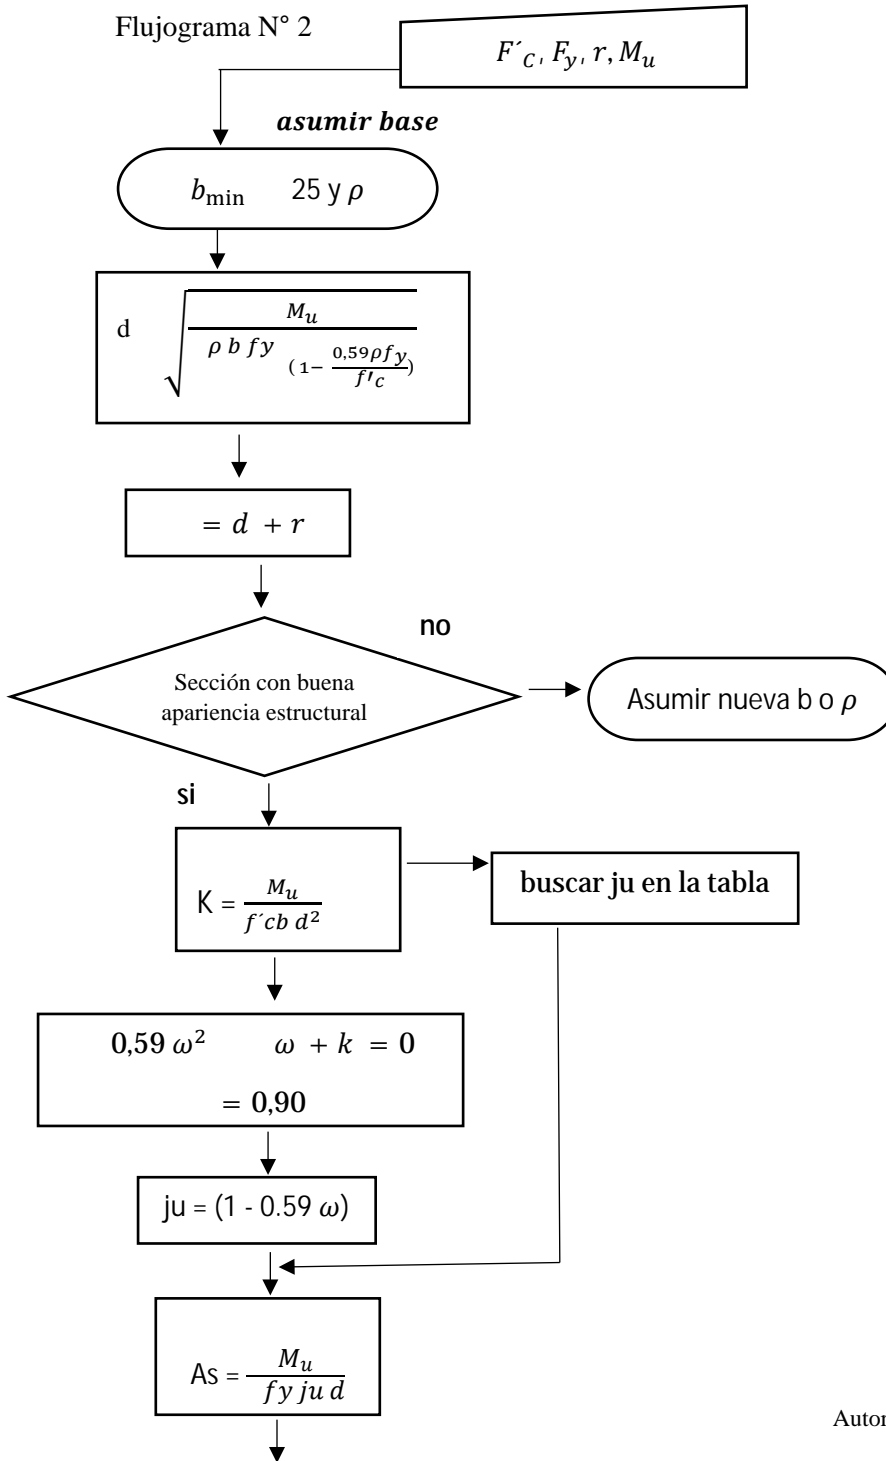 Flujograma N° 2
F´C, Fy, r, Mu
asumir base
bmin 25 y ρ
d √(Mu / (ρ b fy (1− 0,59ρfy / f′c)))
= d + r
no
Sección con buena
apariencia estructural
Asumir nueva b o ρ
si
K = Mu / (f´cb d²)
buscar ju en la tabla
0,59 ω² ω + k = 0
= 0,90
ju = (1 - 0.59 ω)
As = Mu / (fy ju d)
Autor